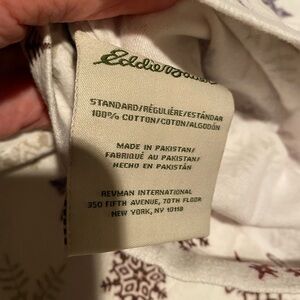 Eddie Bauer
STANDARD/RÉGULIÈRE/ESTÁNDAR
100% COTTON/COTON/ALGODÓN
MADE IN PAKISTAN/
FABRIQUÉ AU PAKISTAN/
HECHO EN PAKISTÁN
REVMAN INTERNATIONAL
350 FIFTH AVENUE, 70TH FLOOR
NEW YORK, NY 10118